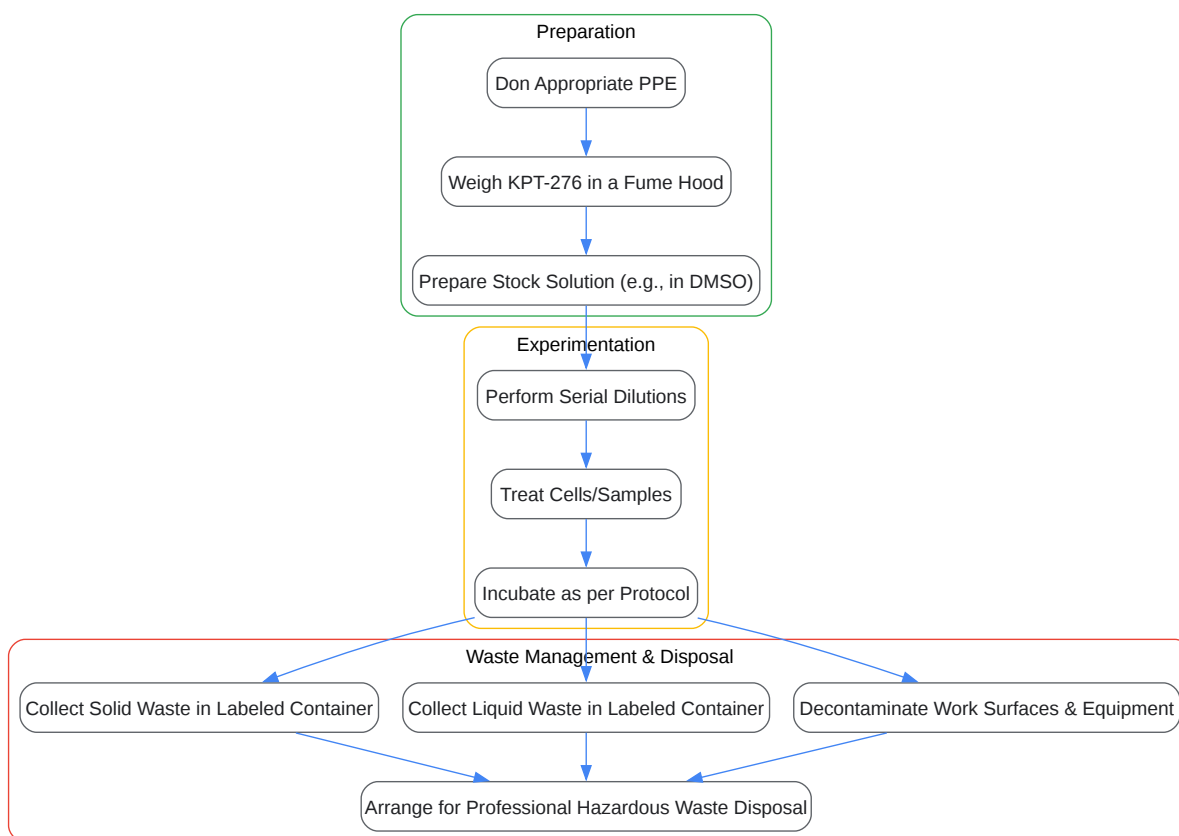 Preparation
Don Appropriate PPE
Weigh KPT-276 in a Fume Hood
Prepare Stock Solution (e.g., in DMSO)
Experimentation
Perform Serial Dilutions
Treat Cells/Samples
Incubate as per Protocol
Waste Management & Disposal
Collect Solid Waste in Labeled Container
Collect Liquid Waste in Labeled Container
Decontaminate Work Surfaces & Equipment
Arrange for Professional Hazardous Waste Disposal